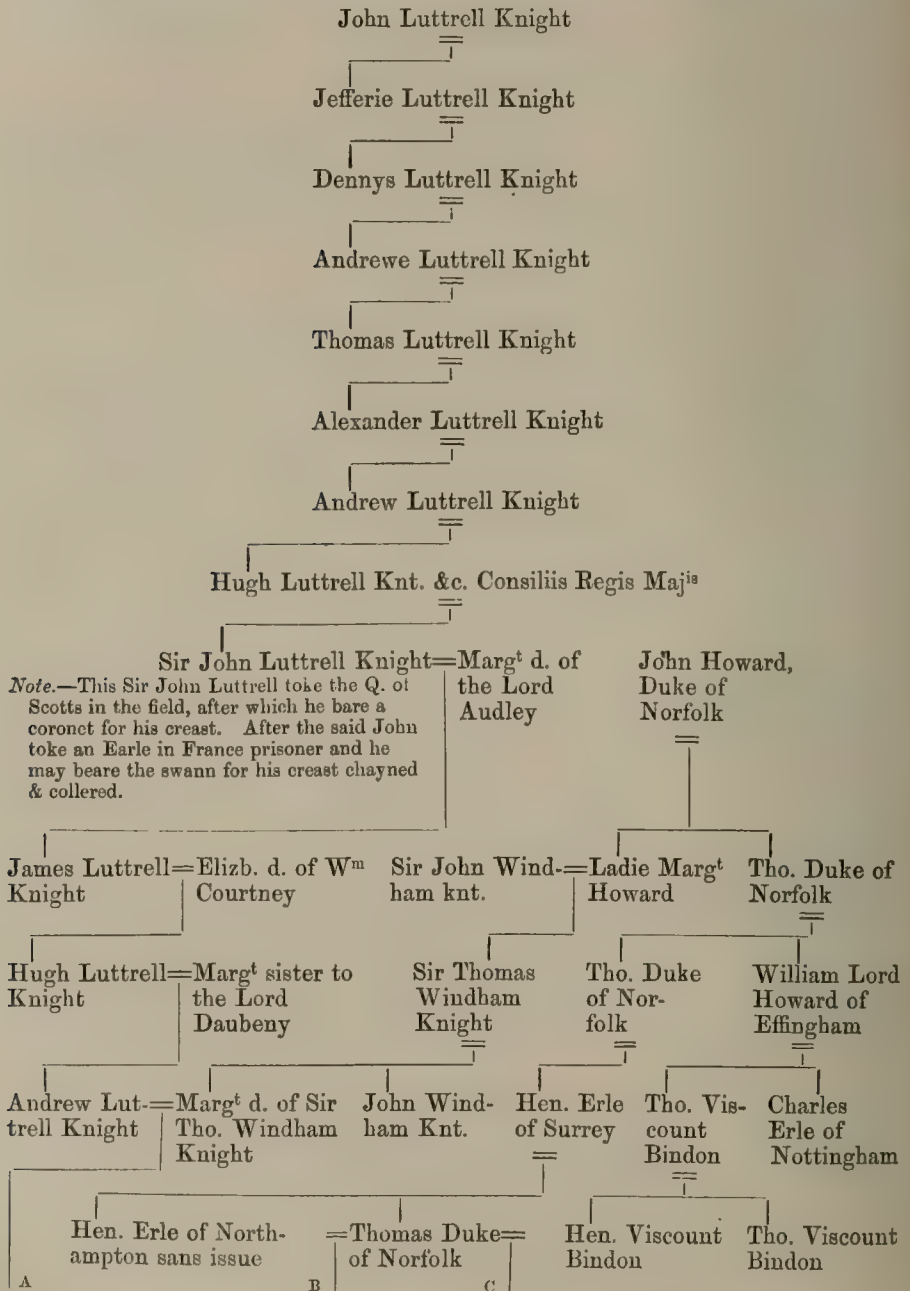 John Luttrell Knight
Jefferie Luttrell Knight
Dennys Luttrell Knight
Andrewe Luttrell Knight
Thomas Luttrell Knight
Alexander Luttrell Knight
Andrew Luttrell Knight
Hugh Luttrell Knt. &c. Consiliis Regis Majis
Sir John Luttrell Knight=Margt d. of
the Lord
Audley
Note.—This Sir John Luttrell toke the Q. of
Scotts in the field, after which he bare a
coronet for his creast. After the said John
toke an Earle in France prisoner and he
may beare the swann for his creast chayned
& collered.
John Howard,
Duke of
Norfolk
James Luttrell=Elizb. d. of Wm
Knight
Courtney
Sir John Wind-=Ladie Margt
ham knt.
Howard
Tho. Duke of
Norfolk
Hugh Luttrell=Margt sister to
Knight
the Lord
Daubeny
Sir Thomas
Windham
Knight
Tho. Duke
of Nor-
folk
William Lord
Howard of
Effingham
Andrew Lut-=Margt d. of Sir
trell Knight
Tho. Windham
Knight
John Wind-
ham Knt.
Hen. Erle
of Surrey
Tho. Vis-
count
Bindon
Charles
Erle of
Nottingham
Hen. Erle of North-
ampton sans issue
=Thomas Duke=
of Norfolk
Hen. Viscount
Bindon
Tho. Viscount
Bindon
A
B
C